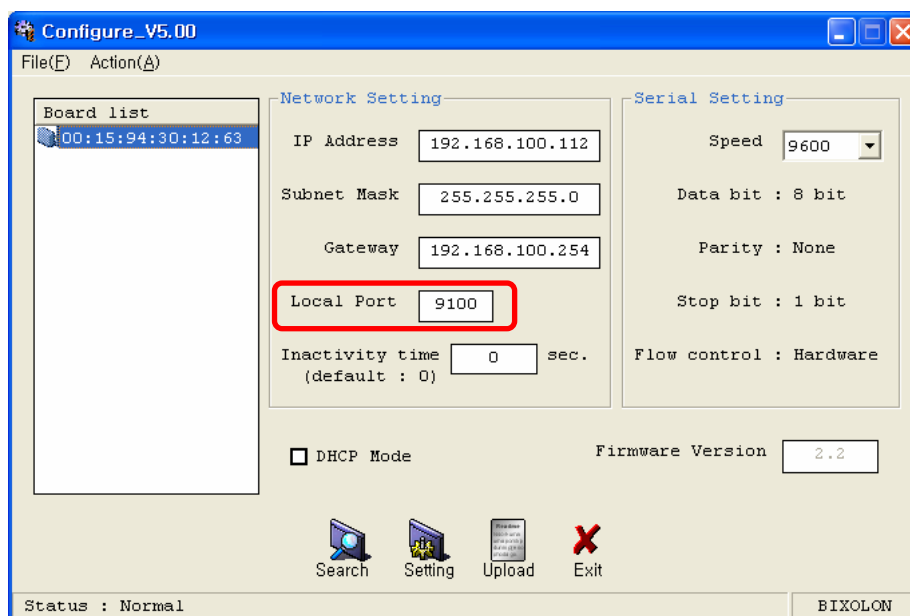 Configure_V5.00
File(F) Action(A)
Board list
00:15:94:30:12:63
Network Setting
IP Address 192.168.100.112
Subnet Mask 255.255.255.0
Gateway 192.168.100.254
Local Port 9100
Inactivity time 0 sec.
(default : 0)
Serial Setting
Speed 9600
Data bit : 8 bit
Parity : None
Stop bit : 1 bit
Flow control : Hardware
DHCP Mode
Firmware Version 2.2
Search Setting Upload Exit
Status : Normal BIXOLON